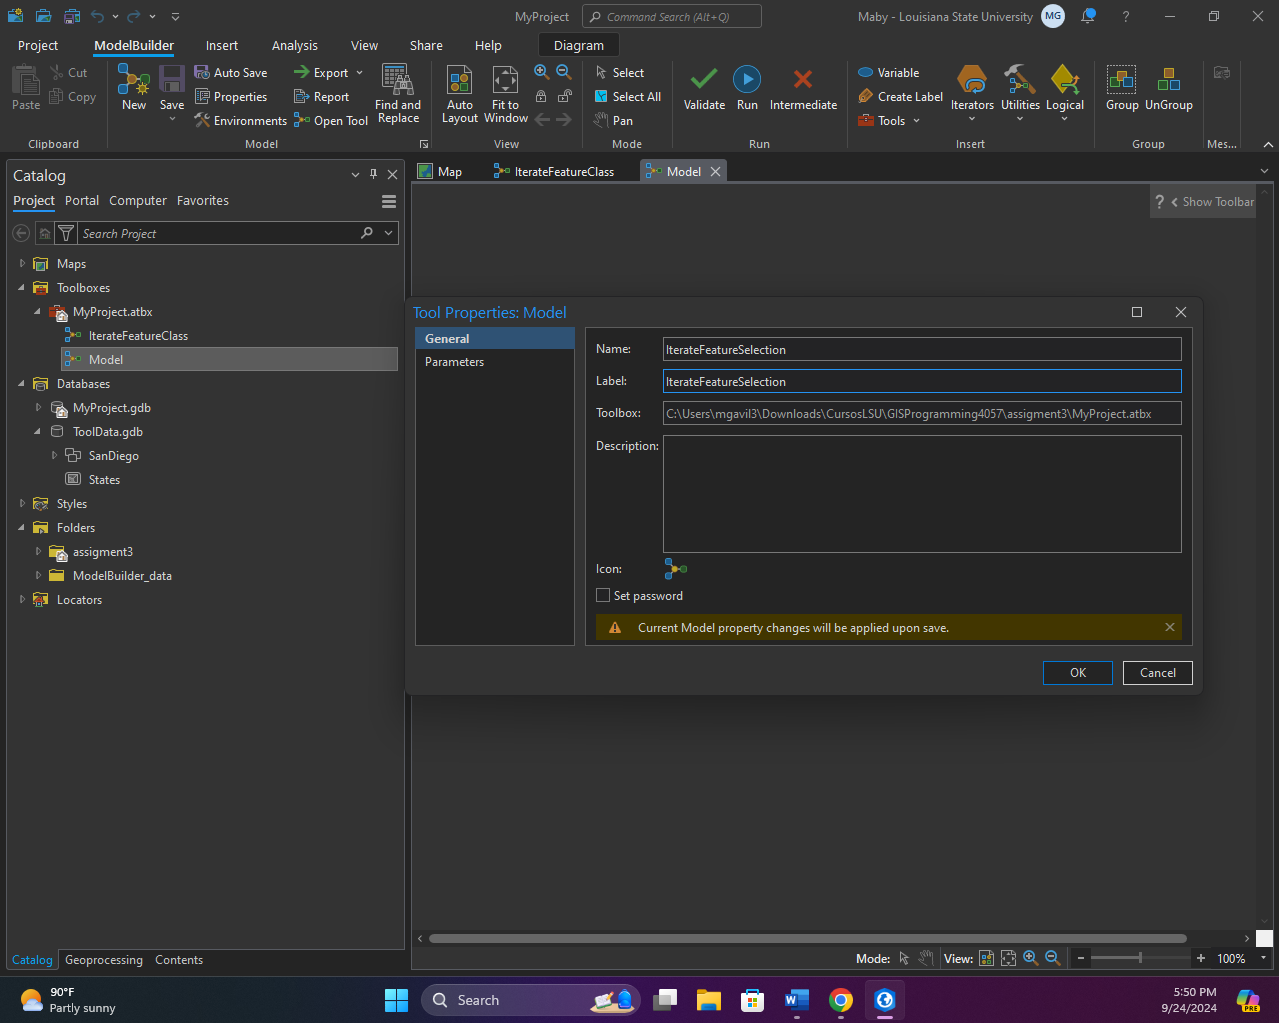 MyProject
Command Search (Alt+Q)
Maby - Louisiana State University
MG
?
Project
ModelBuilder
Insert
Analysis
View
Share
Help
Diagram
Paste
Cut
Copy
Clipboard
New
Save
Auto Save
Properties
Environments
Export
Report
Open Tool
Find and Replace
Model
Auto Layout
Fit to Window
View
Select
Select All
Pan
Mode
Validate
Run
Intermediate
Run
Variable
Create Label
Tools
Iterators
Utilities
Logical
Insert
Group
UnGroup
Group
Mes...
Catalog
Project
Portal
Computer
Favorites
Search Project
Maps
Toolboxes
MyProject.atbx
IterateFeatureClass
Model
Databases
MyProject.gdb
ToolData.gdb
SanDiego
States
Styles
Folders
assigment3
ModelBuilder_data
Locators
Catalog
Geoprocessing
Contents
Map
IterateFeatureClass
Model
? < Show Toolbar
Tool Properties: Model
General
Parameters
Name:
IterateFeatureSelection
Label:
IterateFeatureSelection
Toolbox:
C:\Users\mgavil3\Downloads\CursosLSU\GISProgramming4057\assigment3\MyProject.atbx
Description:
Icon:
Set password
Current Model property changes will be applied upon save.
OK
Cancel
Mode:
View:
100%
90°F
Partly sunny
Search
5:50 PM
9/24/2024
PRE